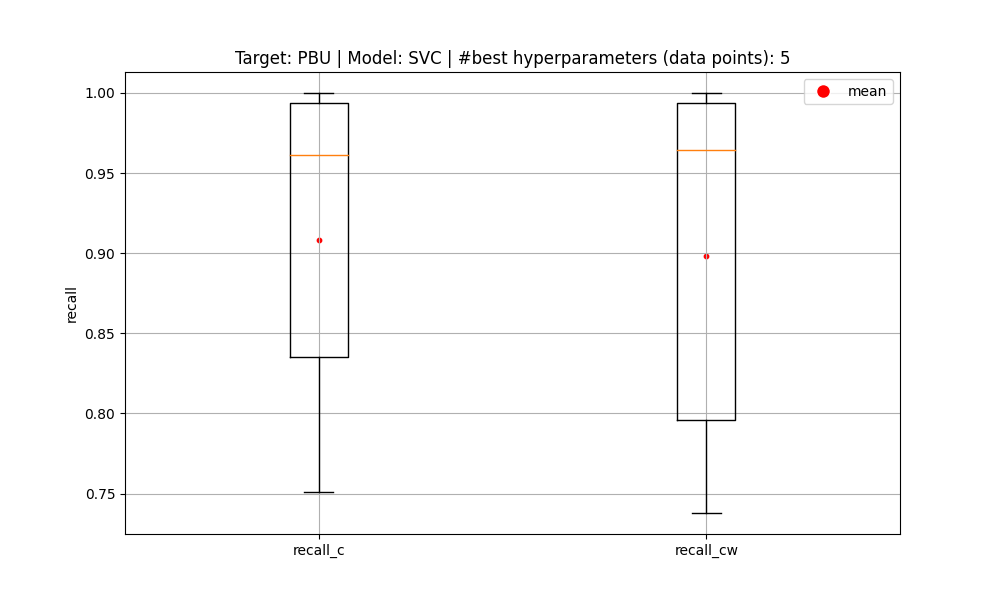 Target: PBU | Model: SVC | #best hyperparameters (data points): 5
mean
1.00
0.95
0.90
0.85
0.80
0.75
recall
recall_c
recall_cw